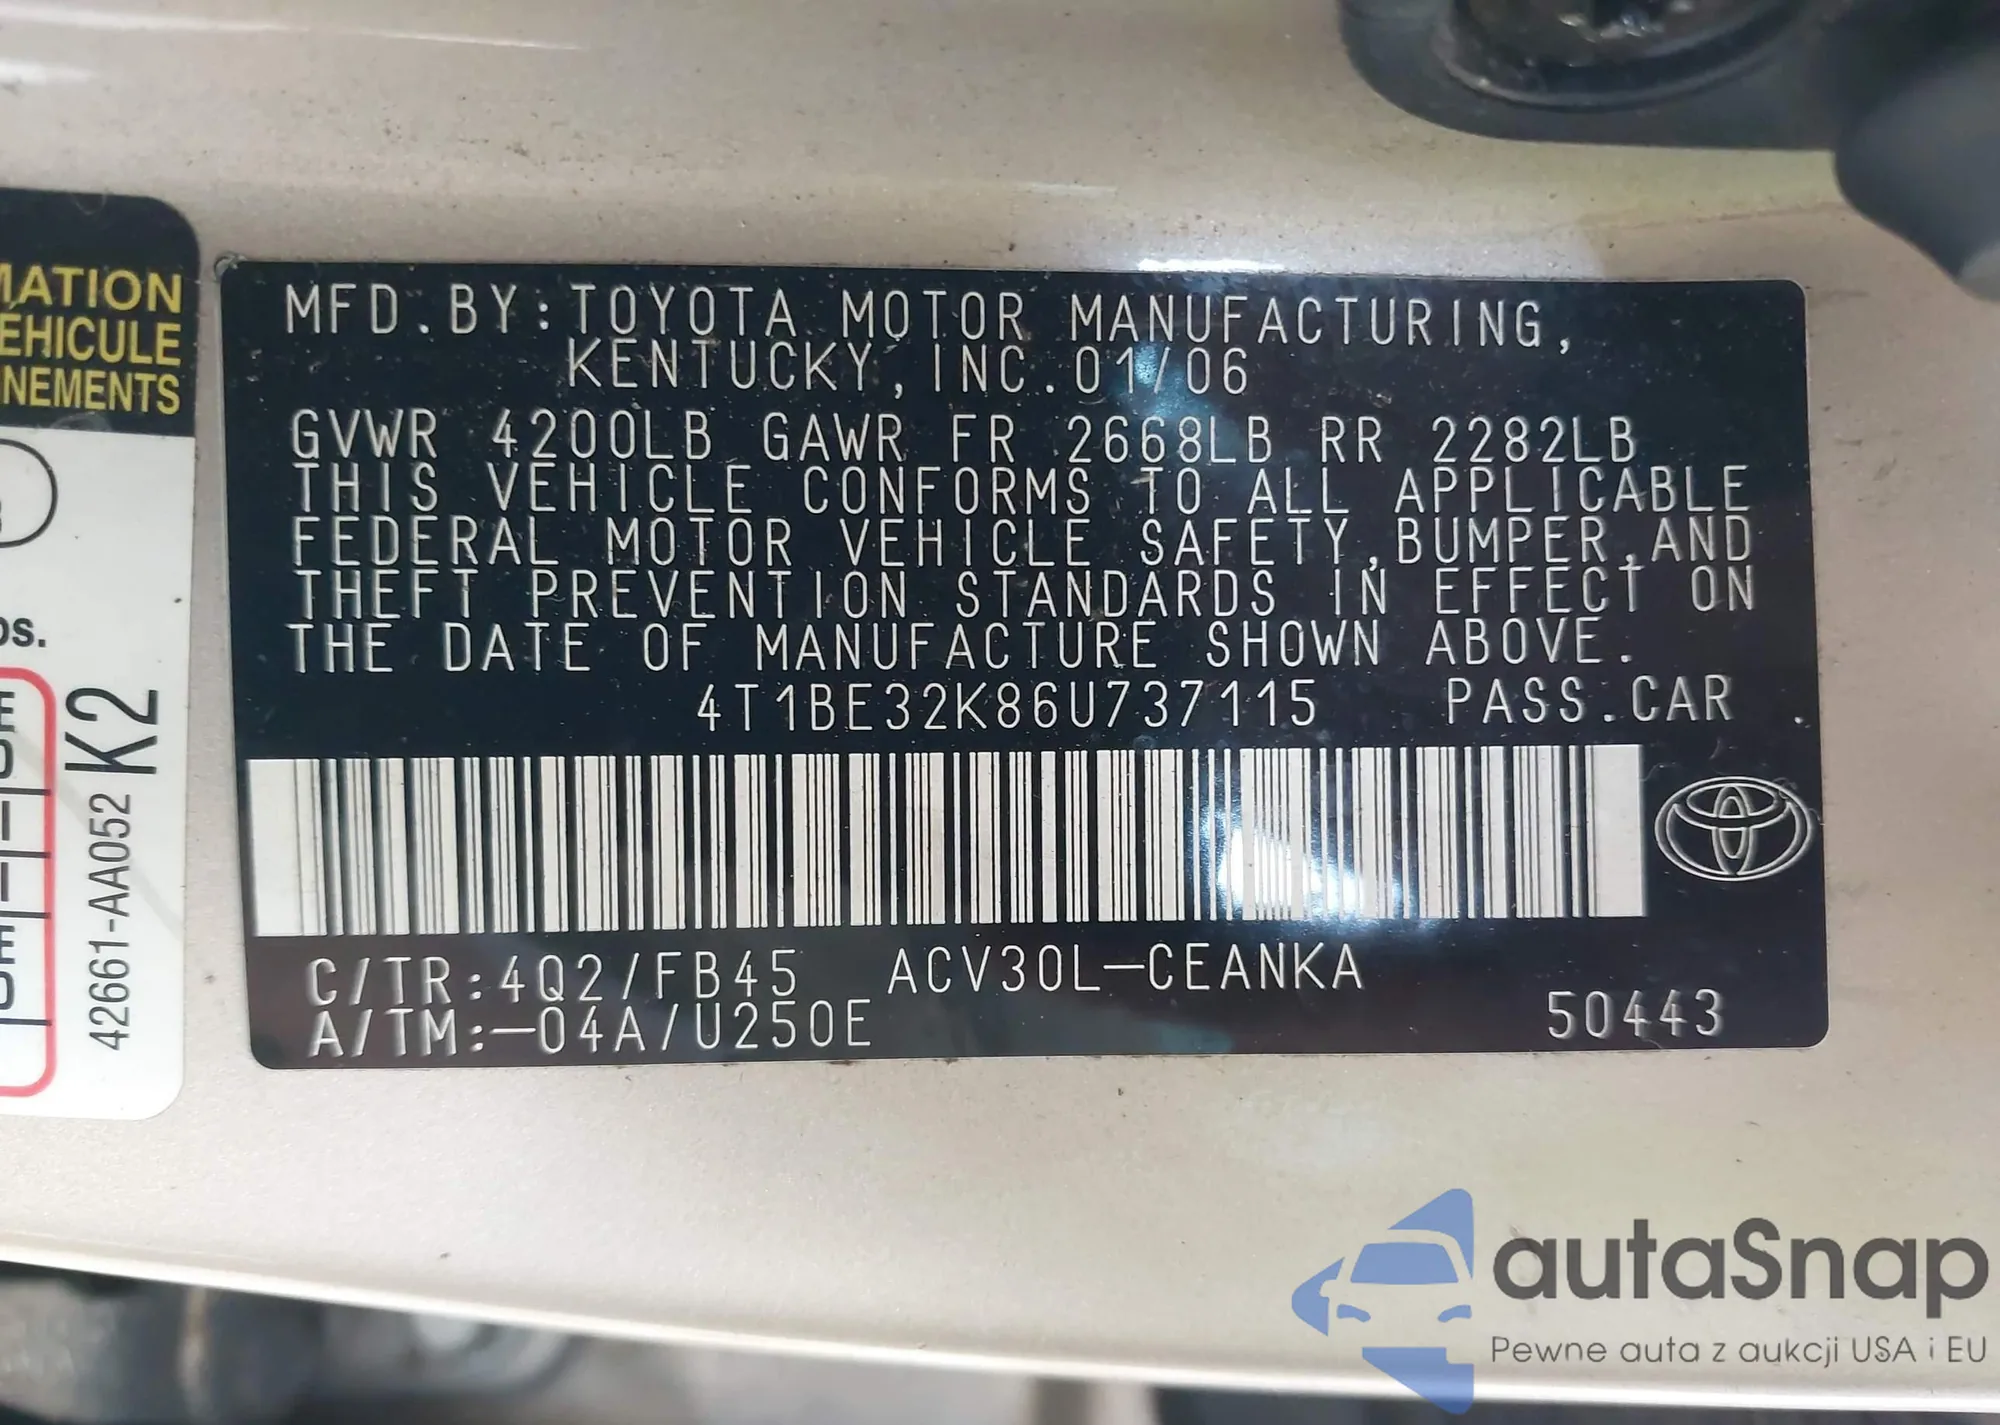 MATION
EHICULE
NEMENTS
os.
K2
42661-AA052
MFD.BY:TOYOTA MOTOR MANUFACTURING,
KENTUCKY,INC.01/06
GVWR 4200LB GAWR FR 2668LB RR 2282LB
THIS VEHICLE CONFORMS TO ALL APPLICABLE
FEDERAL MOTOR VEHICLE SAFETY,BUMPER,AND
THEFT PREVENTION STANDARDS IN EFFECT ON
THE DATE OF MANUFACTURE SHOWN ABOVE.
4T1BE32K86U737115 PASS.CAR
C/TR:4Q2/FB45 ACV30L-CEANKA
A/TM:-04A/U250E 50443
autaSnap
Pewne auta z aukcji USA i EU